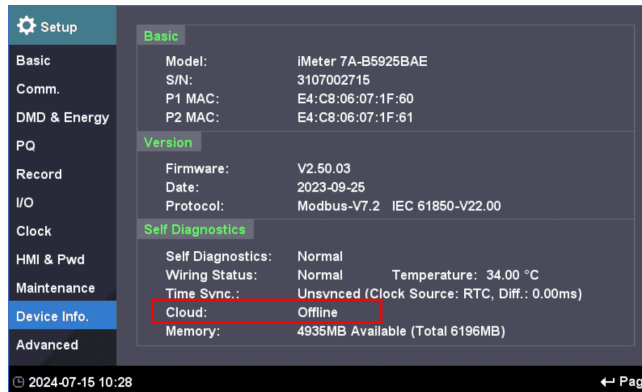 Setup
Basic
Comm.
DMD & Energy
PQ
Record
I/O
Clock
HMI & Pwd
Maintenance
Device Info.
Advanced
Basic
Model: iMeter 7A-B5925BAE
S/N: 3107002715
P1 MAC: E4:C8:06:07:1F:60
P2 MAC: E4:C8:06:07:1F:61
Version
Firmware: V2.50.03
Date: 2023-09-25
Protocol: Modbus-V7.2 IEC 61850-V22.00
Self Diagnostics
Self Diagnostics: Normal
Wiring Status: Normal Temperature: 34.00 °C
Time Sync.: Unsynced (Clock Source: RTC, Diff.: 0.00ms)
Cloud: Offline
Memory: 4935MB Available (Total 6196MB)
2024-07-15 10:28
↵ Pag